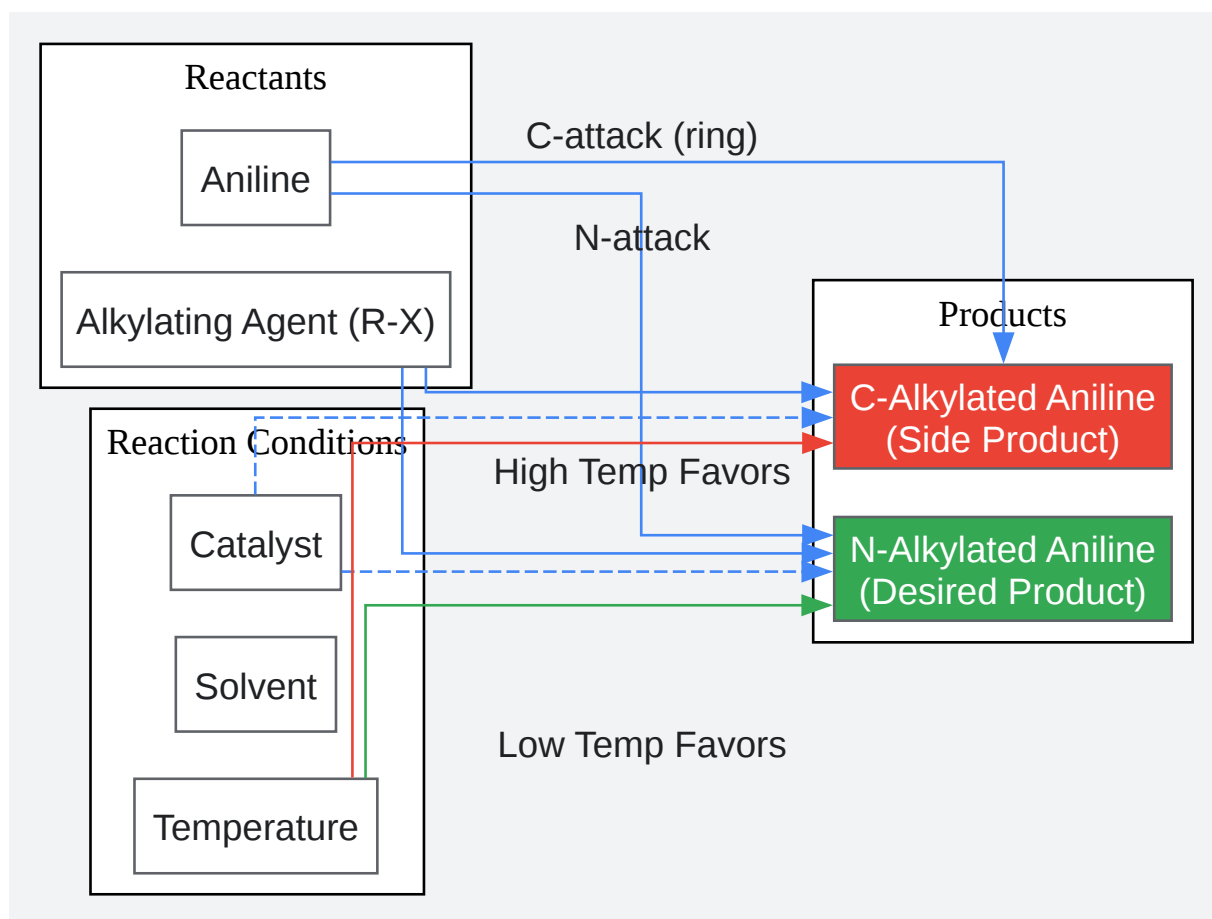 Reactants
Aniline
Alkylating Agent (R-X)
C-attack (ring)
N-attack
Reaction Conditions
Catalyst
Solvent
Temperature
High Temp Favors
Low Temp Favors
Products
C-Alkylated Aniline
(Side Product)
N-Alkylated Aniline
(Desired Product)